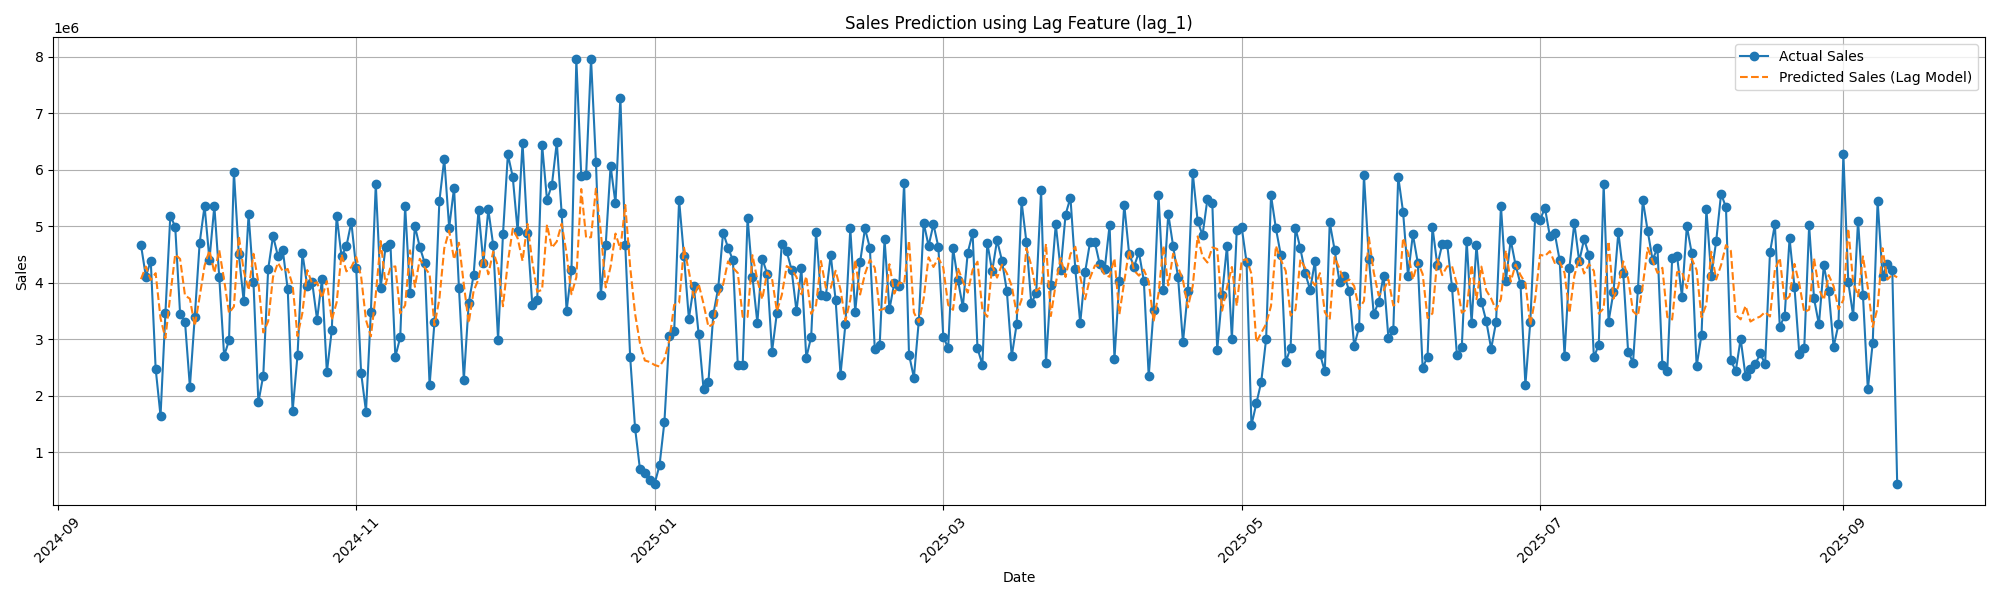 Sales Prediction using Lag Feature (lag_1)
1e6
Actual Sales
Predicted Sales (Lag Model)
8
7
6
5
4
3
2
1
Sales
2024-09
2024-11
2025-01
2025-03
2025-05
2025-07
2025-09
Date